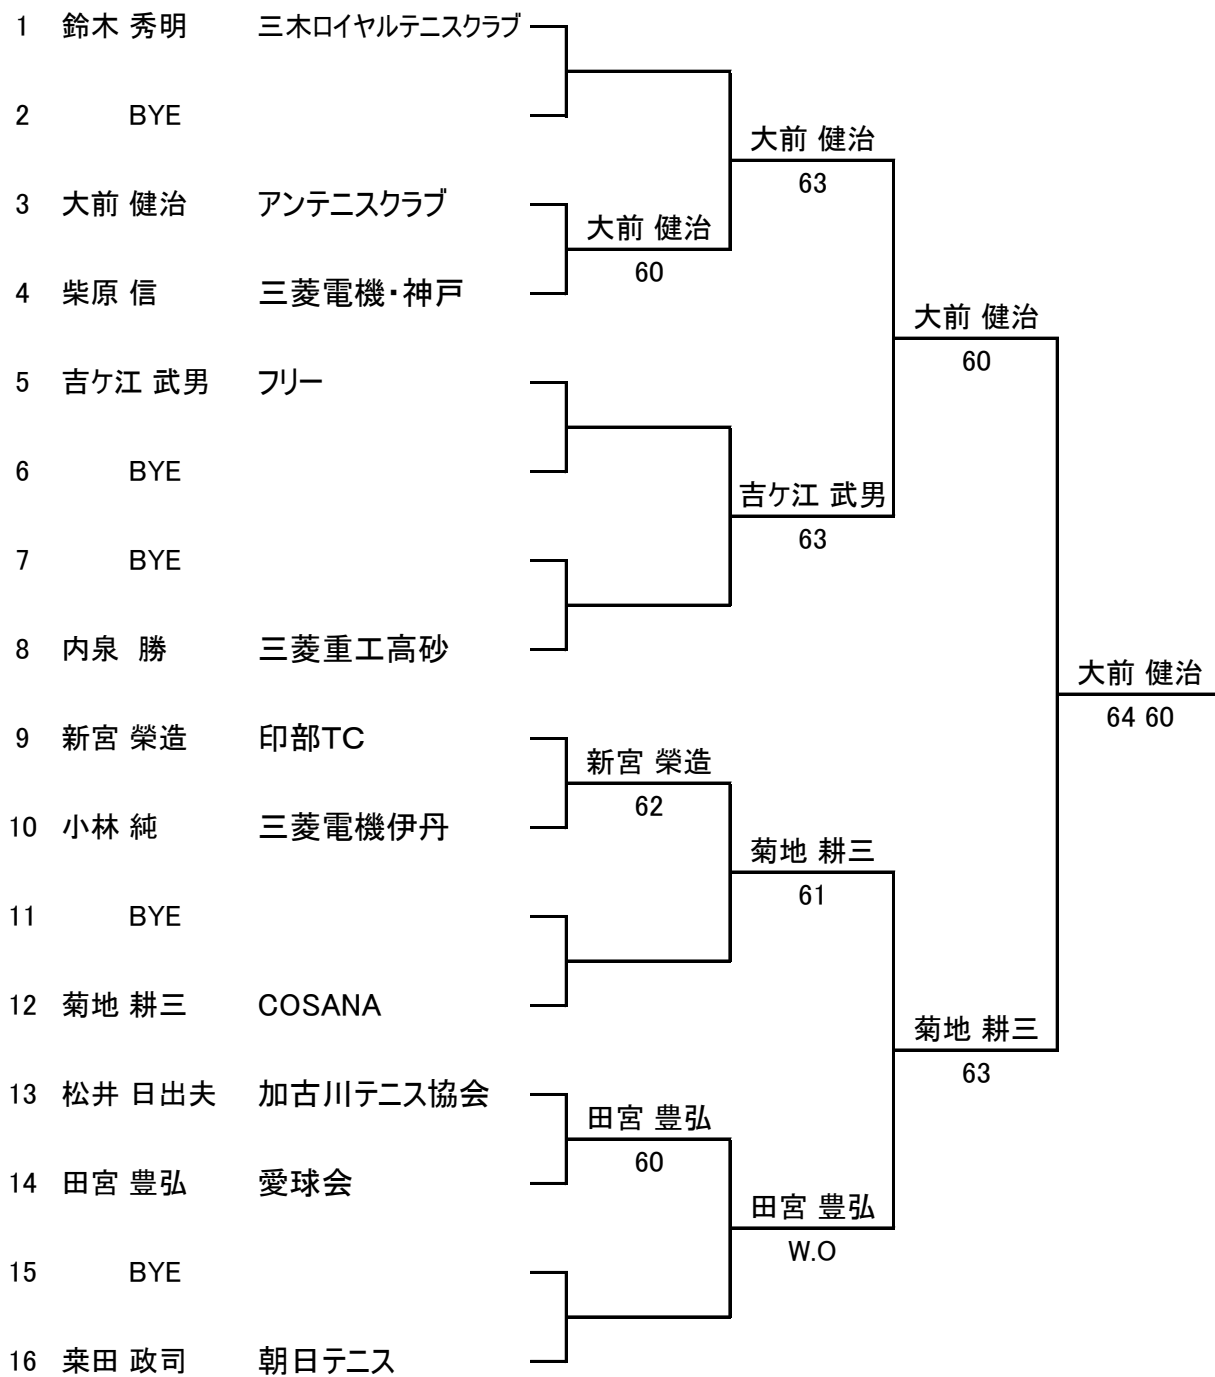 1 鈴木 秀明 三木ロイヤルテニスクラブ
2 BYE
大前 健治
63
3 大前 健治 アンテニスクラブ
大前 健治
60
4 柴原 信 三菱電機・神戸
大前 健治
60
5 吉ケ江 武男 フリー
6 BYE
吉ケ江 武男
63
7 BYE
8 内泉 勝 三菱重工高砂
大前 健治
64 60
9 新宮 榮造 印部TC
新宮 榮造
62
10 小林 純 三菱電機伊丹
菊地 耕三
61
11 BYE
12 菊地 耕三 COSANA
菊地 耕三
63
13 松井 日出夫 加古川テニス協会
田宮 豊弘
60
14 田宮 豊弘 愛球会
田宮 豊弘
W.O
15 BYE
16 桒田 政司 朝日テニス